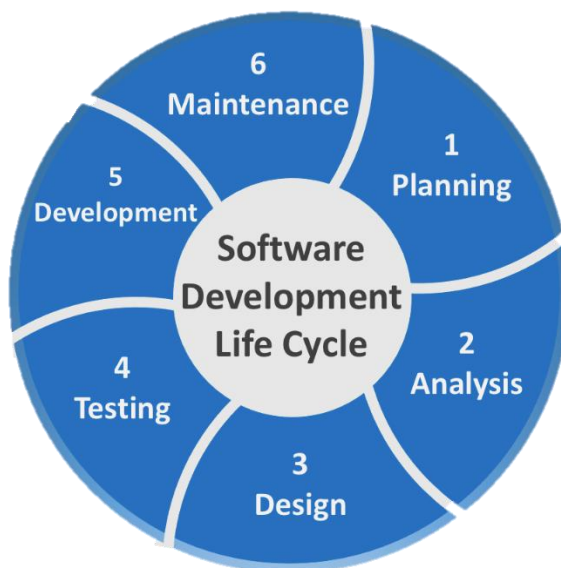 Software
Development
Life Cycle
1
Planning
2
Analysis
3
Design
4
Testing
5
Development
6
Maintenance